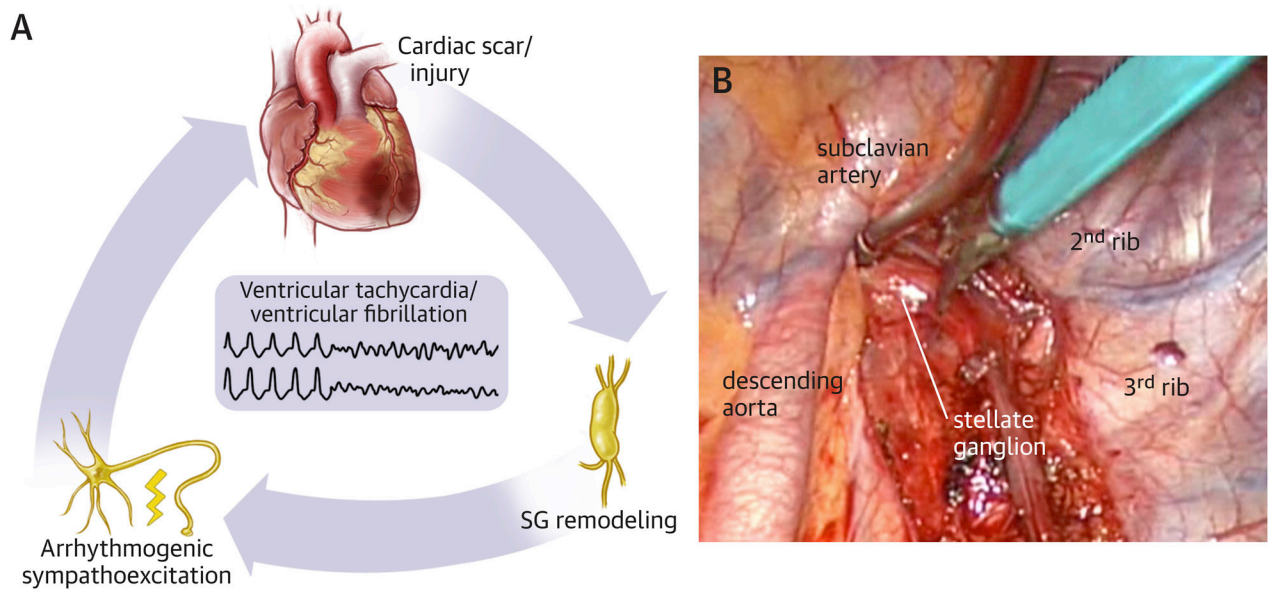 A
Cardiac scar/
injury
Ventricular tachycardia/
ventricular fibrillation
SG remodeling
Arrhythmogenic
sympathoexcitation
B
subclavian
artery
2nd rib
3rd rib
descending
aorta
stellate
ganglion